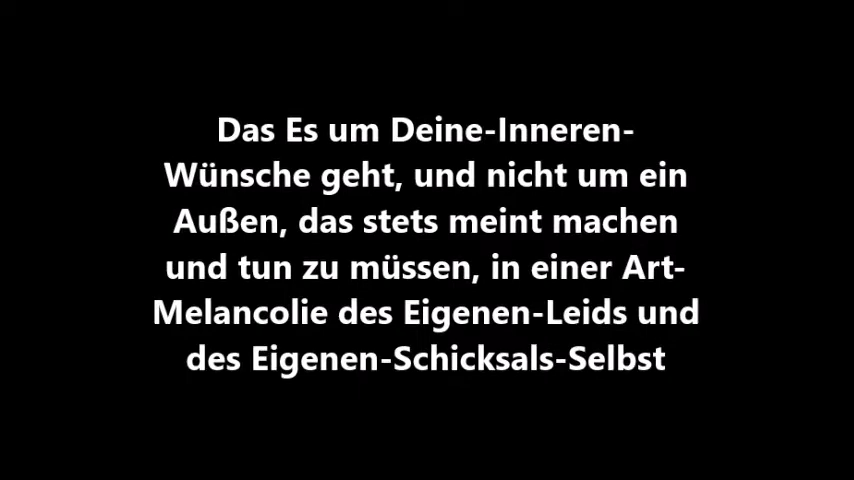 Das Es um Deine-Inneren-
Wünsche geht, und nicht um ein
Außen, das stets meint machen
und tun zu müssen, in einer Art-
Melancolie des Eigenen-Leids und
des Eigenen-Schicksals-Selbst